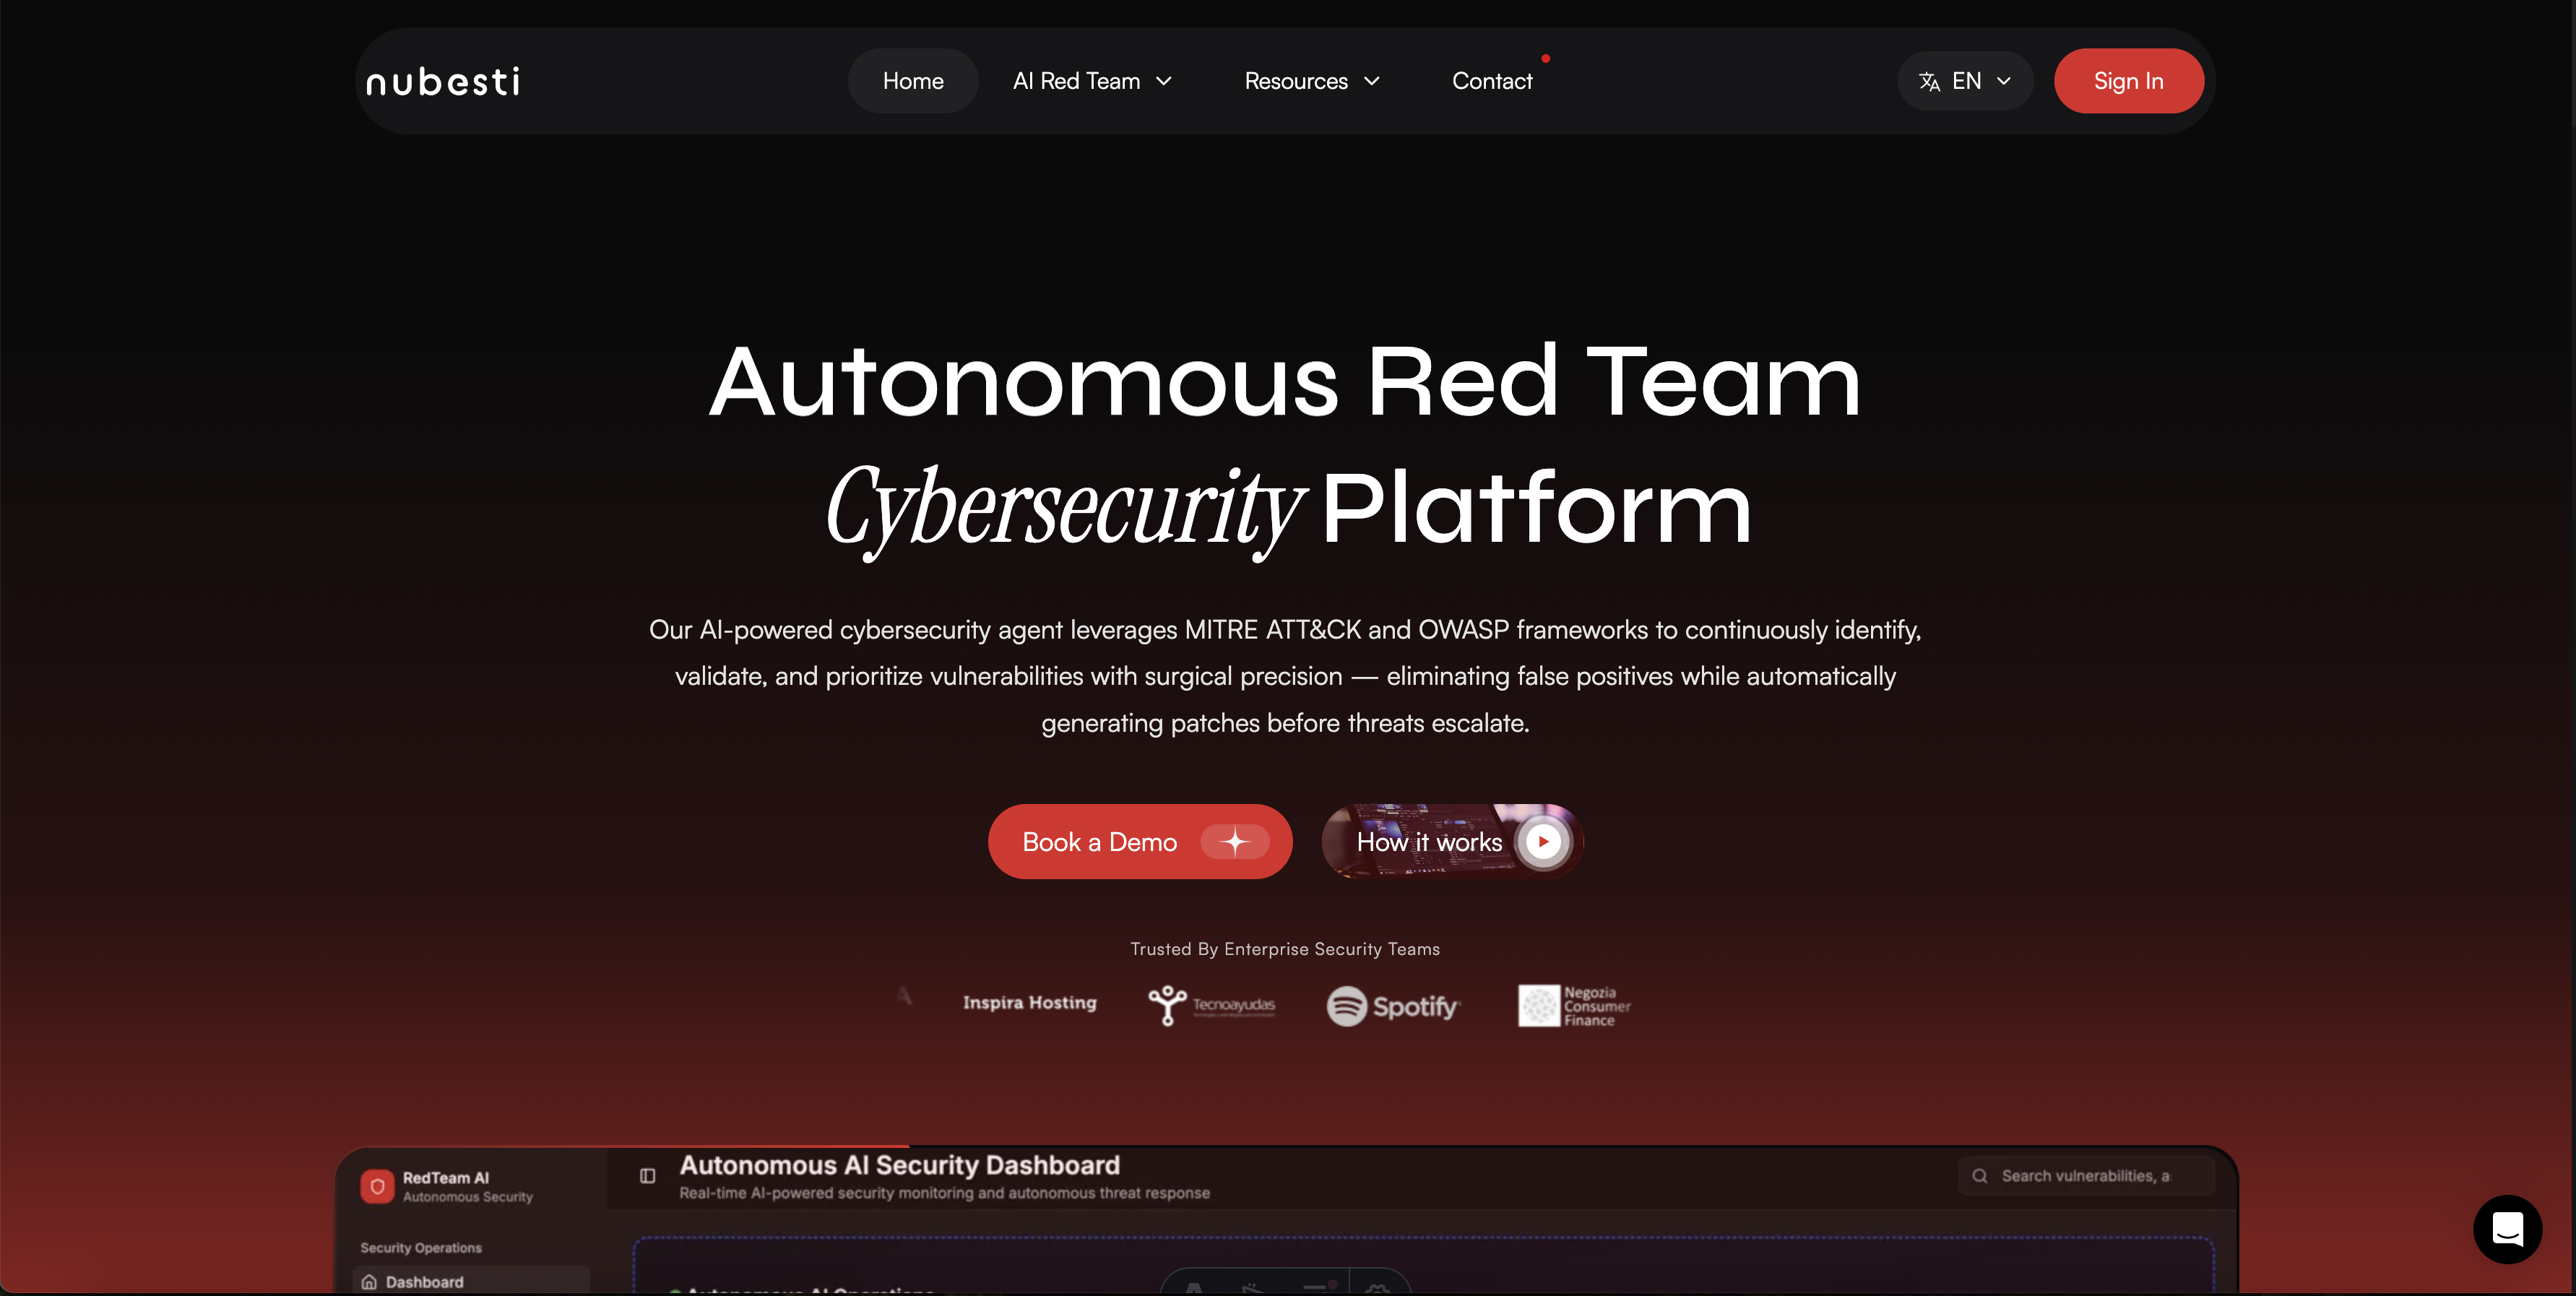 nubesti
Home
AI Red Team
Resources
Contact
EN
Sign In
Autonomous Red Team
Cybersecurity Platform
Our AI-powered cybersecurity agent leverages MITRE ATT&CK and OWASP frameworks to continuously identify,
validate, and prioritize vulnerabilities with surgical precision — eliminating false positives while automatically
generating patches before threats escalate.
Book a Demo
How it works
Trusted By Enterprise Security Teams
A
Inspira Hosting
Tecnoayudas
Spotify
Negozia
Consumer
Finance
RedTeam AI
Autonomous Security
Autonomous AI Security Dashboard
Real-time AI-powered security monitoring and autonomous threat response
Search vulnerabilities, a
Security Operations
Dashboard
Autonomous AI Operations